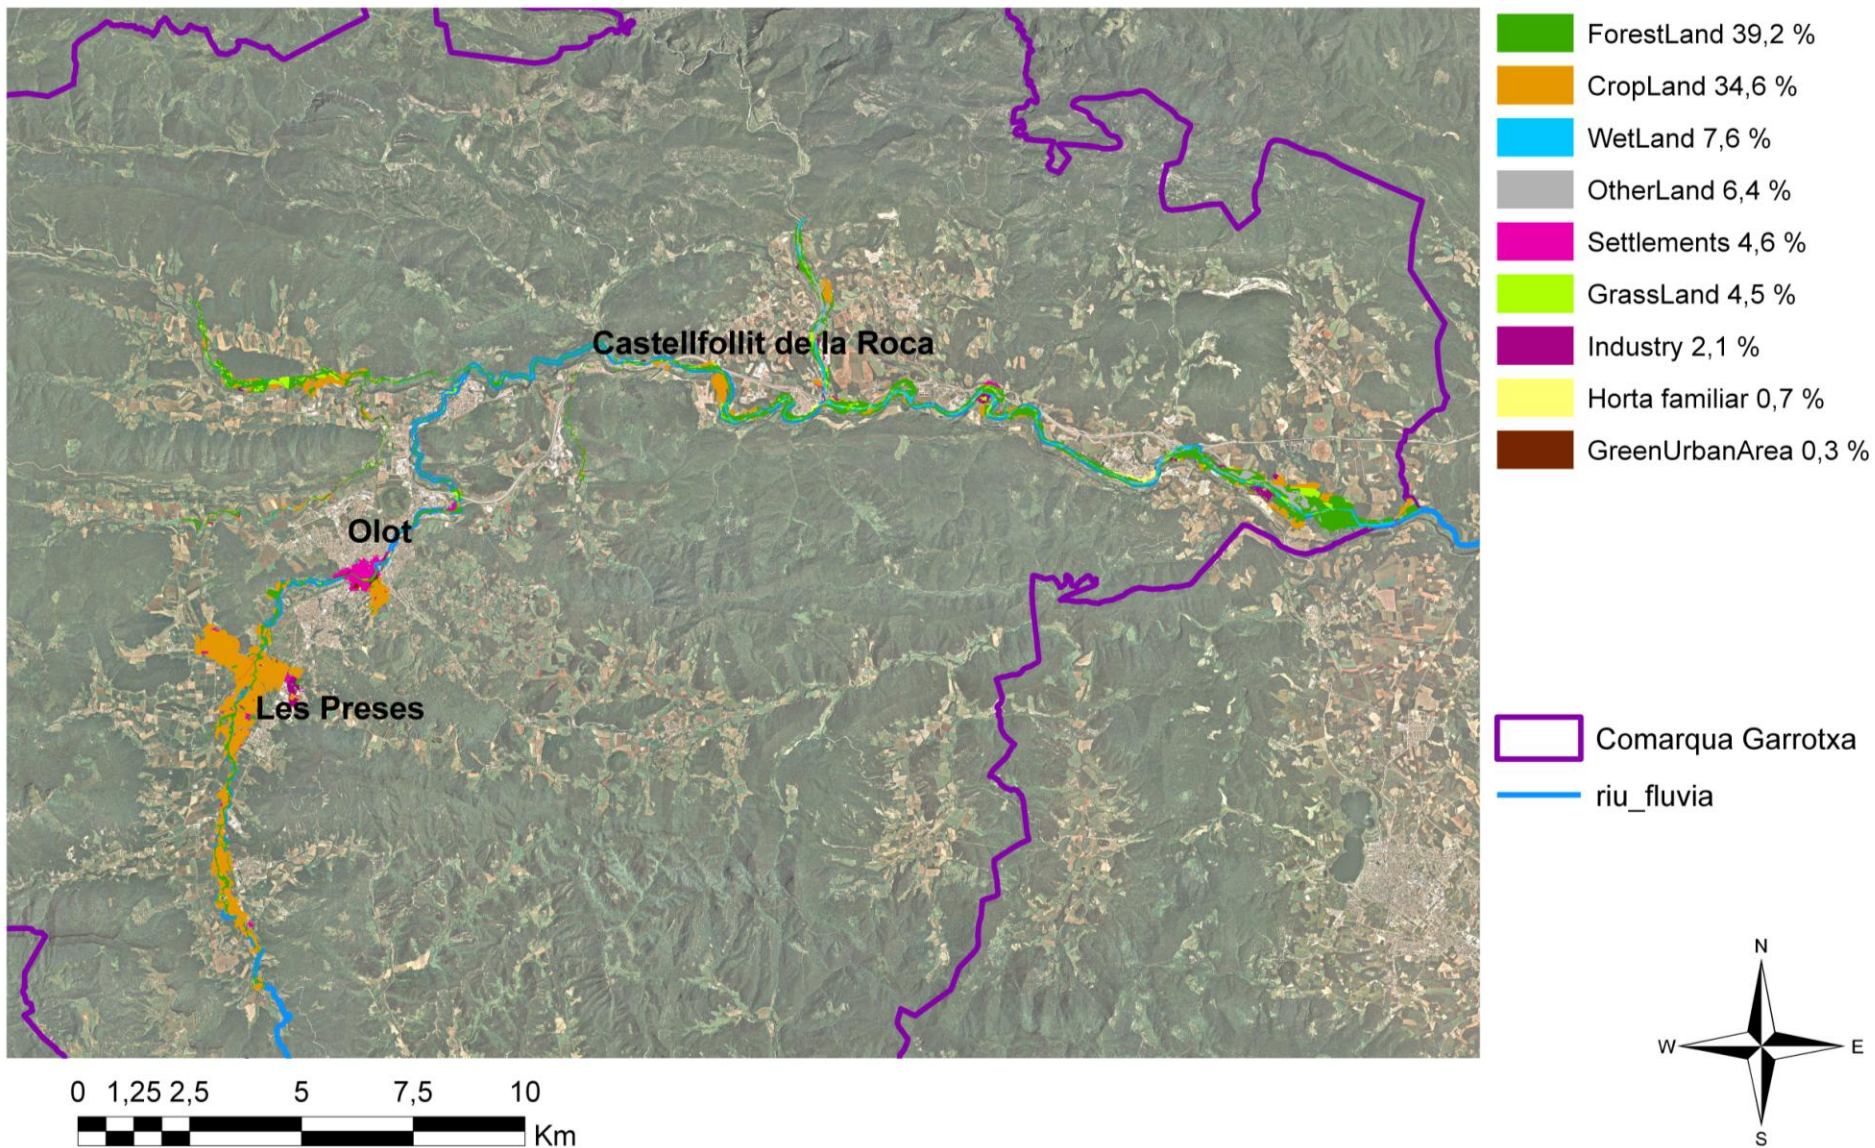 ForestLand 39,2 %
CropLand 34,6 %
WetLand 7,6 %
OtherLand 6,4 %
Settlements 4,6 %
GrassLand 4,5 %
Industry 2,1 %
Horta familiar 0,7 %
GreenUrbanArea 0,3 %
Castellfollit de la Roca
Olot
Les Preses
Comarqua Garrotxa
riu_fluvia
N
W E
S
0 1,25 2,5 5 7,5 10
Km